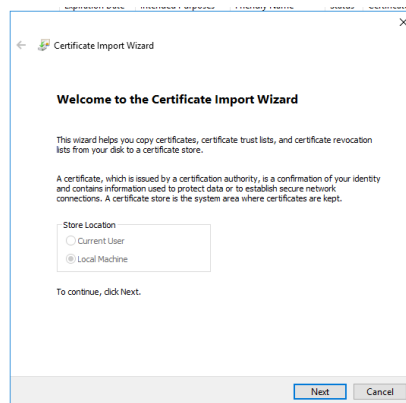 Expiration Date Intended Purposes Friendly Name Status Certificat
Certificate Import Wizard
Welcome to the Certificate Import Wizard
This wizard helps you copy certificates, certificate trust lists, and certificate revocation
lists from your disk to a certificate store.
A certificate, which is issued by a certification authority, is a confirmation of your identity
and contains information used to protect data or to establish secure network
connections. A certificate store is the system area where certificates are kept.
Store Location
Current User
Local Machine
To continue, click Next.
Next Cancel